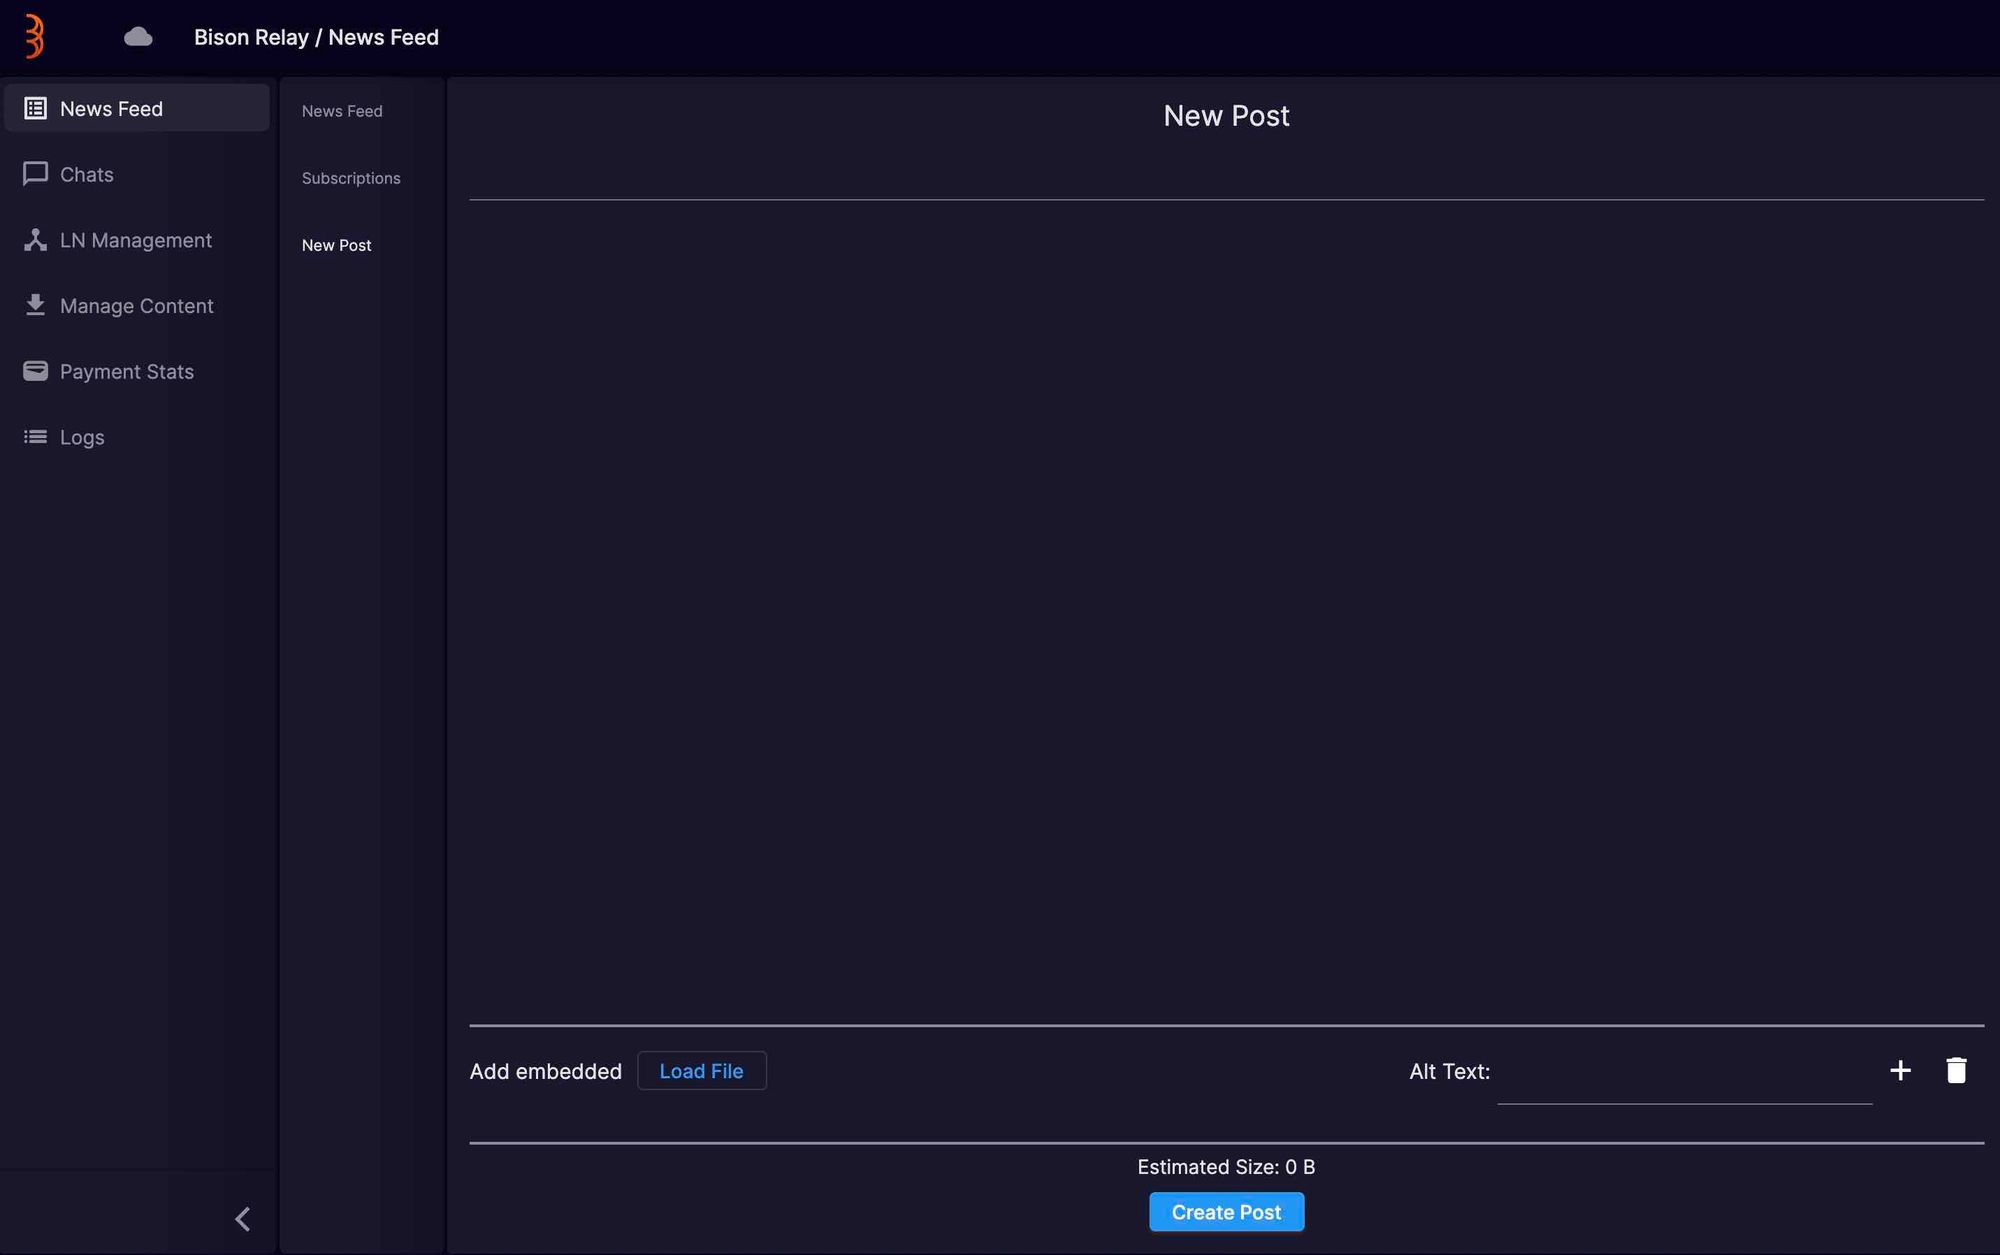 Bison Relay / News Feed
News Feed
Chats
LN Management
Manage Content
Payment Stats
Logs
News Feed
Subscriptions
New Post
New Post
Add embedded
Load File
Alt Text:
Estimated Size: 0 B
Create Post